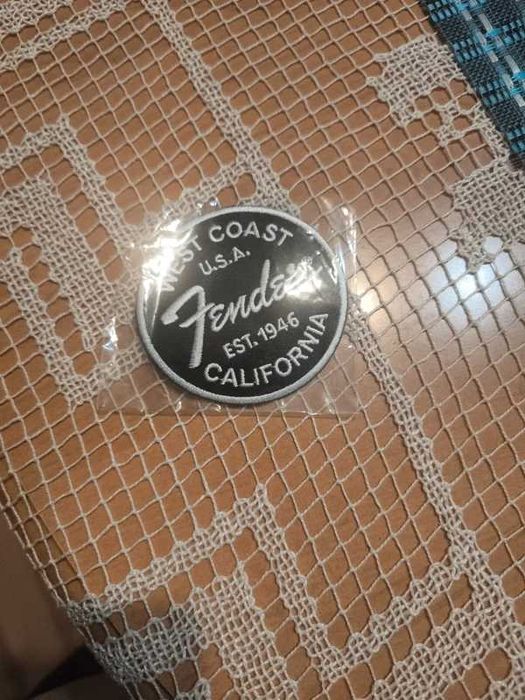 WEST COAST
U.S.A.
Fender®
EST. 1946
CALIFORNIA